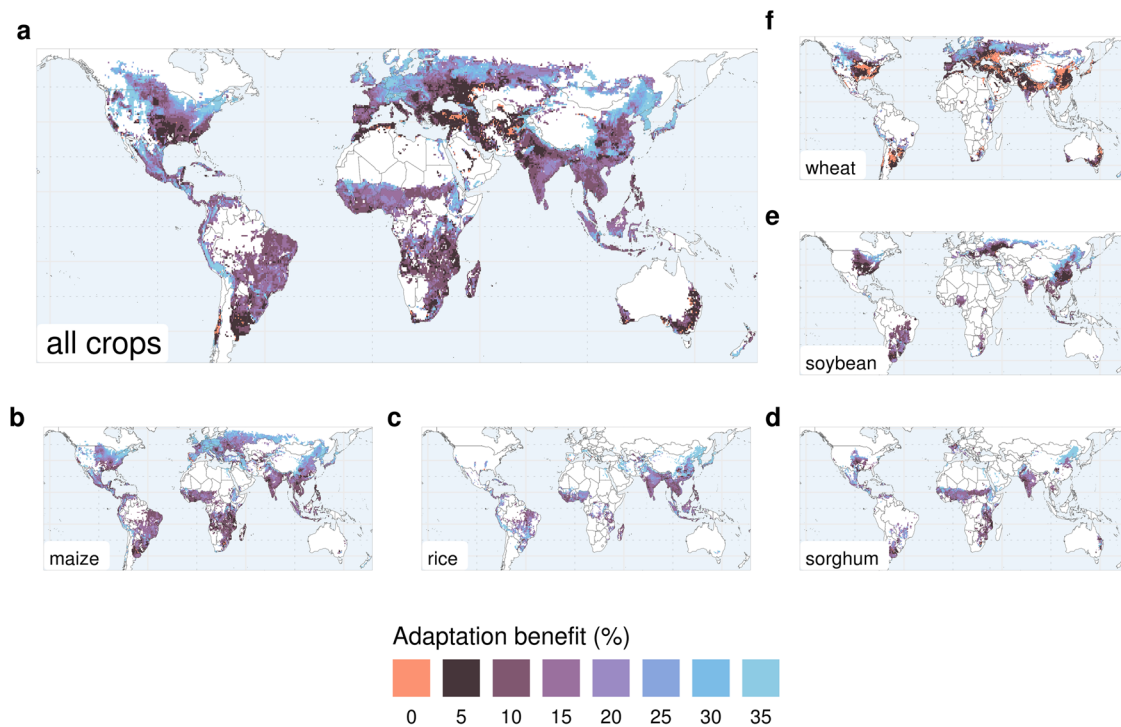 a
all crops
f
wheat
e
soybean
b
maize
c
rice
d
sorghum
Adaptation benefit (%)
0 5 10 15 20 25 30 35